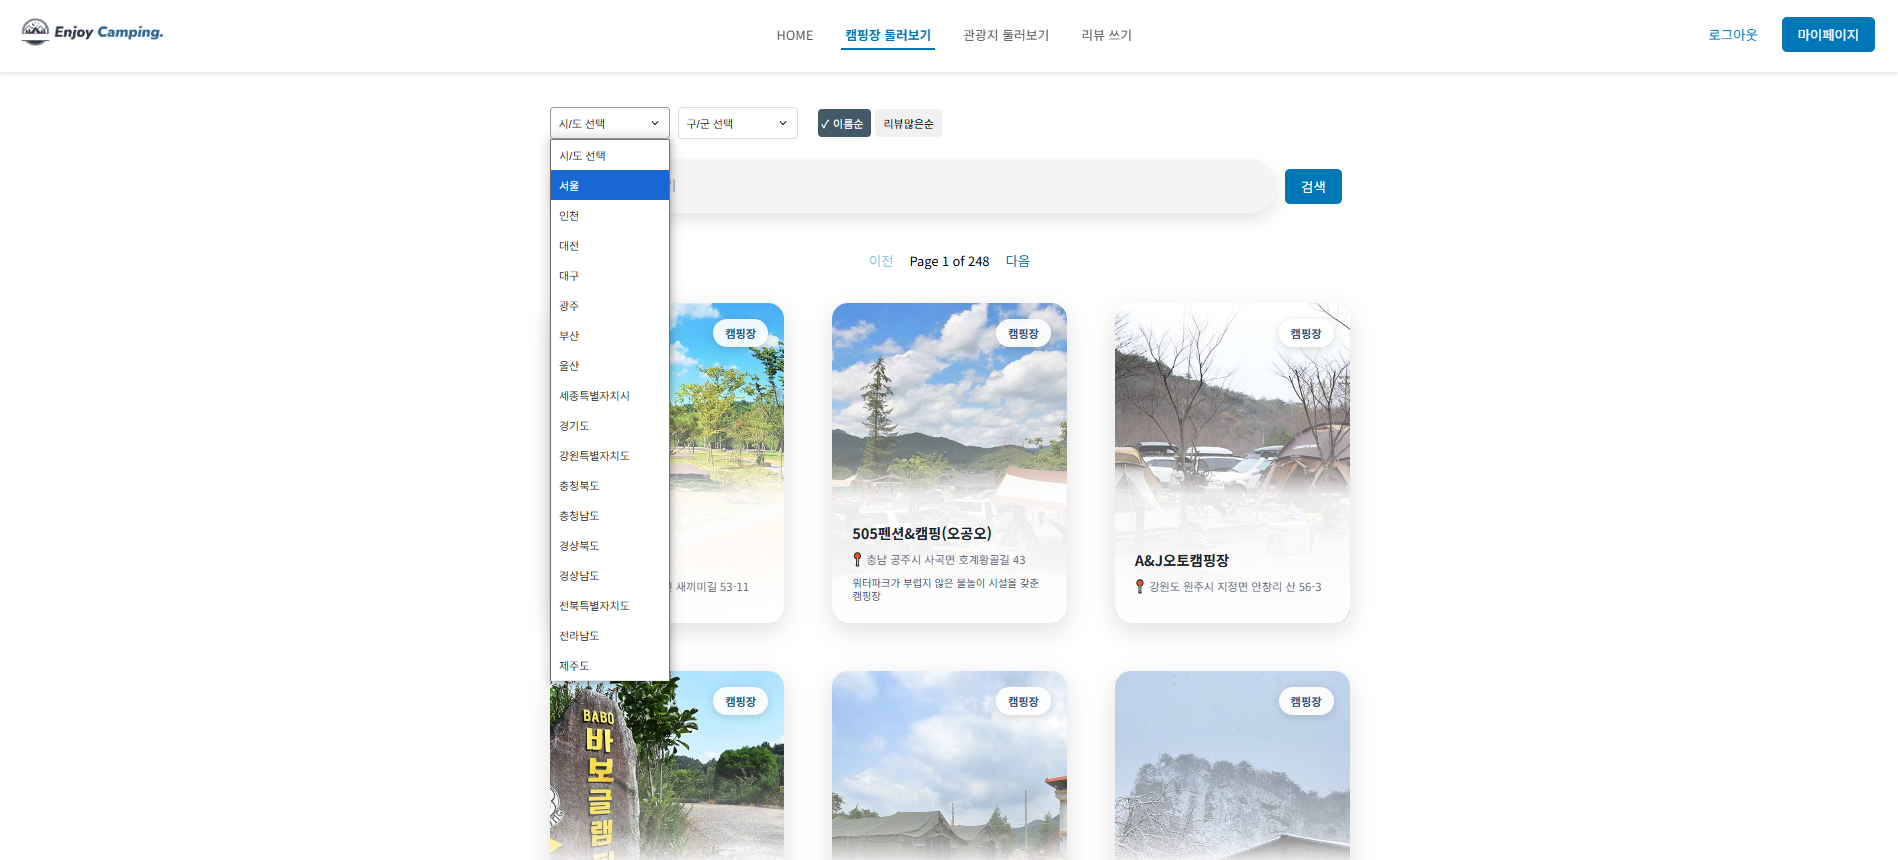 Enjoy Camping.
HOME
캠핑장 둘러보기
관광지 둘러보기
리뷰 쓰기
로그아웃
마이페이지
시/도 선택
구/군 선택
✓ 이름순
리뷰많은순
시/도 선택
서울
인천
대전
대구
광주
부산
울산
세종특별자치시
경기도
강원특별자치도
충청북도
충청남도
경상북도
경상남도
전북특별자치도
전라남도
제주도
검색
이전
Page 1 of 248
다음
캠핑장
새끼미길 53-11
캠핑장
505펜션&캠핑(오공오)
충남 공주시 사곡면 호계황골길 43
워터파크가 부럽지 않은 물놀이 시설을 갖춘
캠핑장
캠핑장
A&J오토캠핑장
강원도 원주시 지정면 안창리 산 56-3
캠핑장
BABO
바보글램
캠핑장
캠핑장